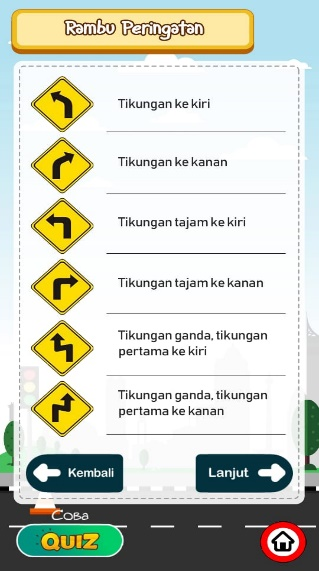 Rambu Peringatan
Tikungan ke kiri
Tikungan ke kanan
Tikungan tajam ke kiri
Tikungan tajam ke kanan
Tikungan ganda, tikungan
pertama ke kiri
Tikungan ganda, tikungan
pertama ke kanan
Kembali
Lanjut
COBA
QUIZ